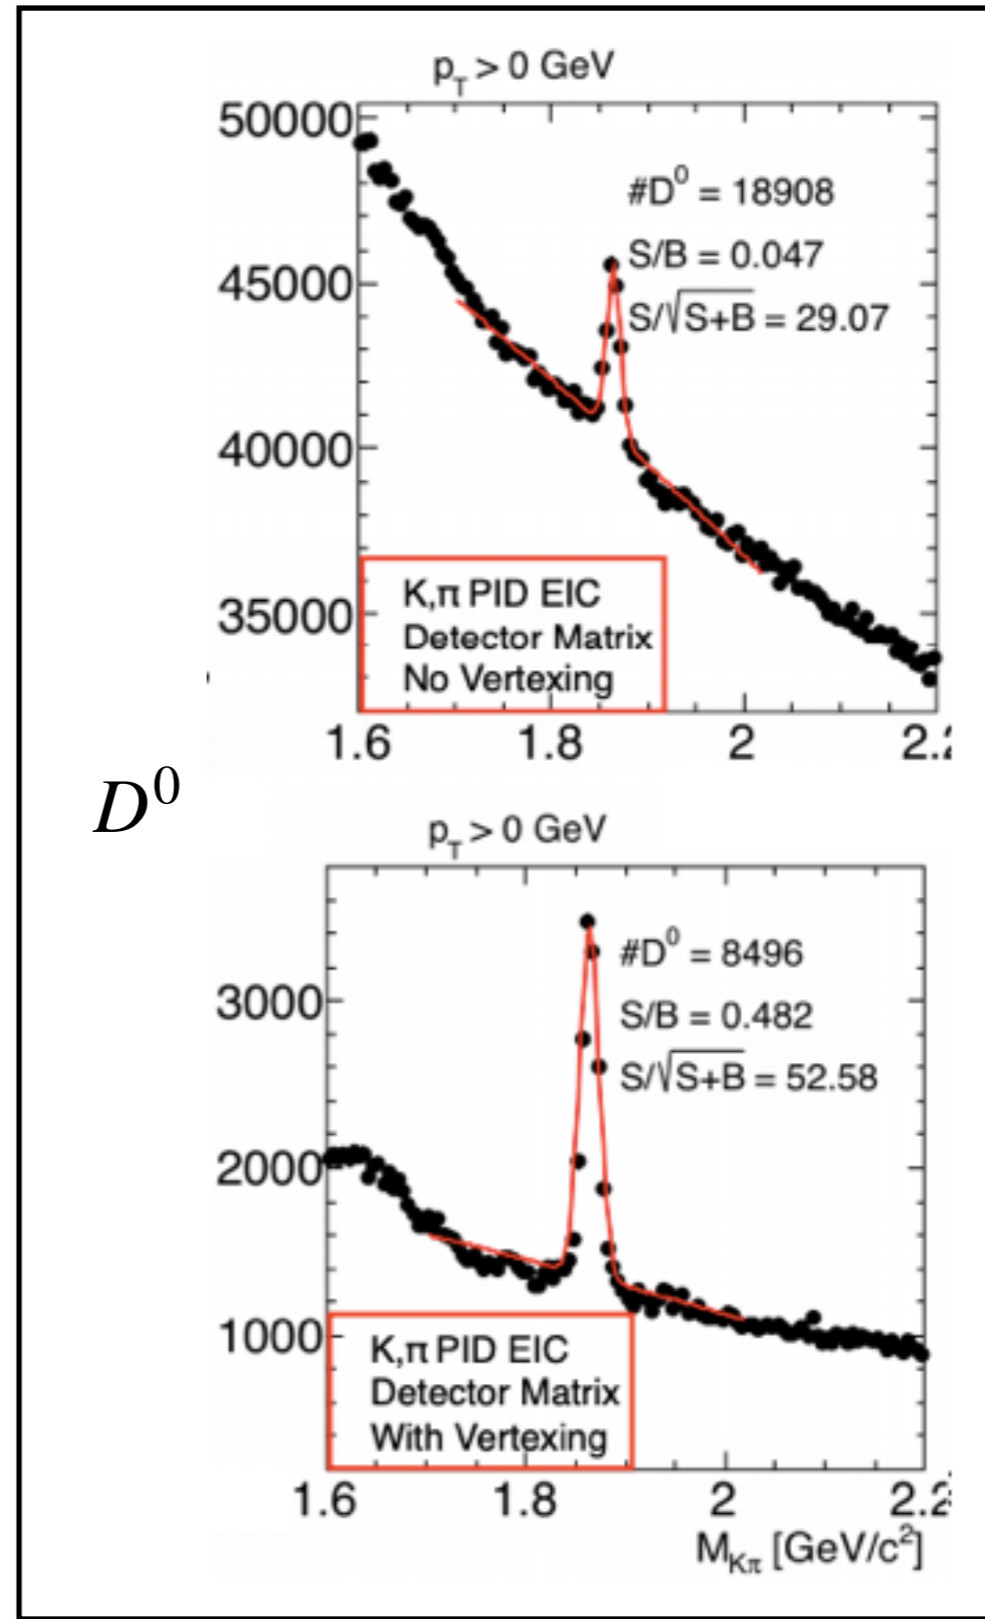 p_T > 0 GeV
50000
45000
40000
35000
#D^0 = 18908
S/B = 0.047
S/√S+B = 29.07
K,π PID EIC
Detector Matrix
No Vertexing
1.6 1.8 2
D^0
p_T > 0 GeV
3000
2000
1000
#D^0 = 8496
S/B = 0.482
S/√S+B = 52.58
K,π PID EIC
Detector Matrix
With Vertexing
1.6 1.8 2
M_Kπ [GeV/c^2]